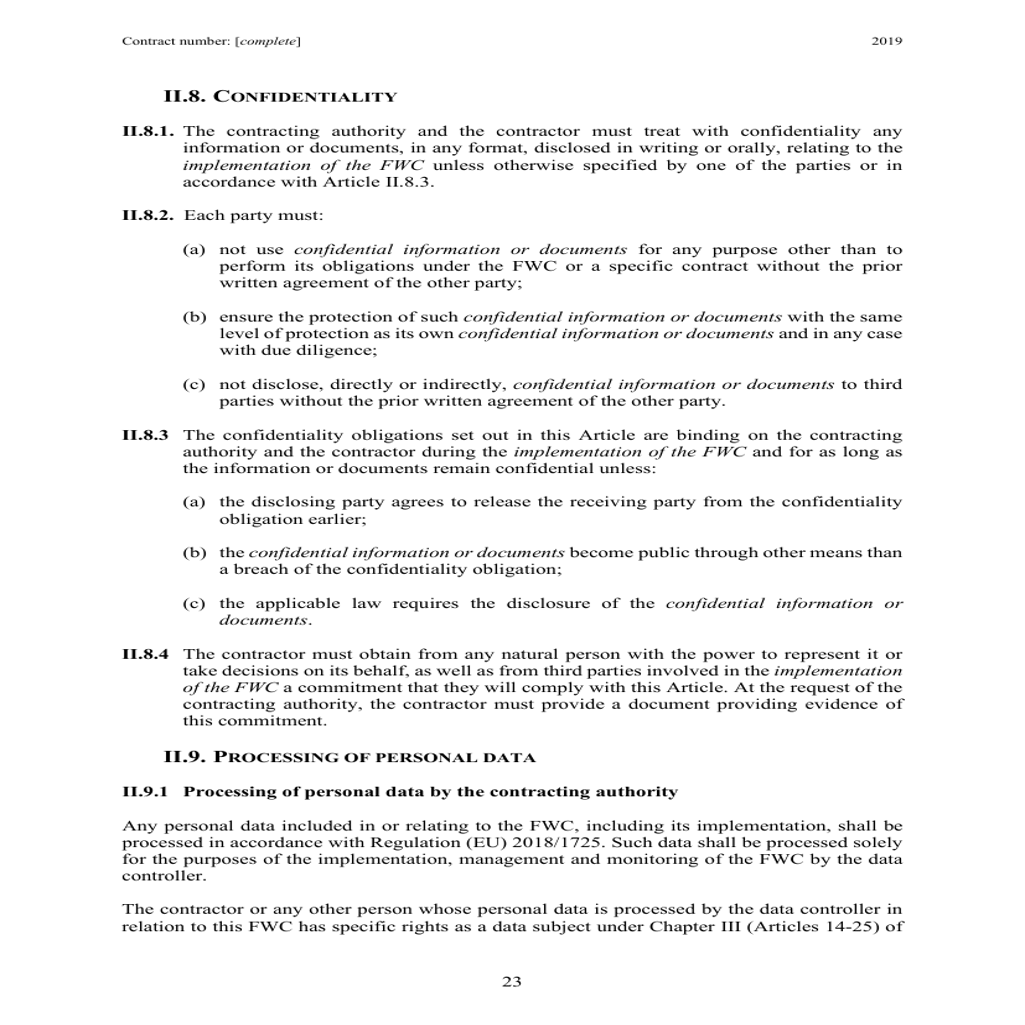 Contract number: [complete] 2019
II.8. CONFIDENTIALITY
II.8.1. The contracting authority and the contractor must treat with confidentiality any
information or documents, in any format, disclosed in writing or orally, relating to the
implementation of the FWC unless otherwise specified by one of the parties or in
accordance with Article II.8.3.
II.8.2. Each party must:
(a) not use confidential information or documents for any purpose other than to
perform its obligations under the FWC or a specific contract without the prior
written agreement of the other party;
(b) ensure the protection of such confidential information or documents with the same
level of protection as its own confidential information or documents and in any case
with due diligence;
(c) not disclose, directly or indirectly, confidential information or documents to third
parties without the prior written agreement of the other party.
II.8.3 The confidentiality obligations set out in this Article are binding on the contracting
authority and the contractor during the implementation of the FWC and for as long as
the information or documents remain confidential unless:
(a) the disclosing party agrees to release the receiving party from the confidentiality
obligation earlier;
(b) the confidential information or documents become public through other means than
a breach of the confidentiality obligation;
(c) the applicable law requires the disclosure of the confidential information or
documents.
II.8.4 The contractor must obtain from any natural person with the power to represent it or
take decisions on its behalf, as well as from third parties involved in the implementation
of the FWC a commitment that they will comply with this Article. At the request of the
contracting authority, the contractor must provide a document providing evidence of
this commitment.
II.9. PROCESSING OF PERSONAL DATA
II.9.1 Processing of personal data by the contracting authority
Any personal data included in or relating to the FWC, including its implementation, shall be
processed in accordance with Regulation (EU) 2018/1725. Such data shall be processed solely
for the purposes of the implementation, management and monitoring of the FWC by the data
controller.
The contractor or any other person whose personal data is processed by the data controller in
relation to this FWC has specific rights as a data subject under Chapter III (Articles 14-25) of
23